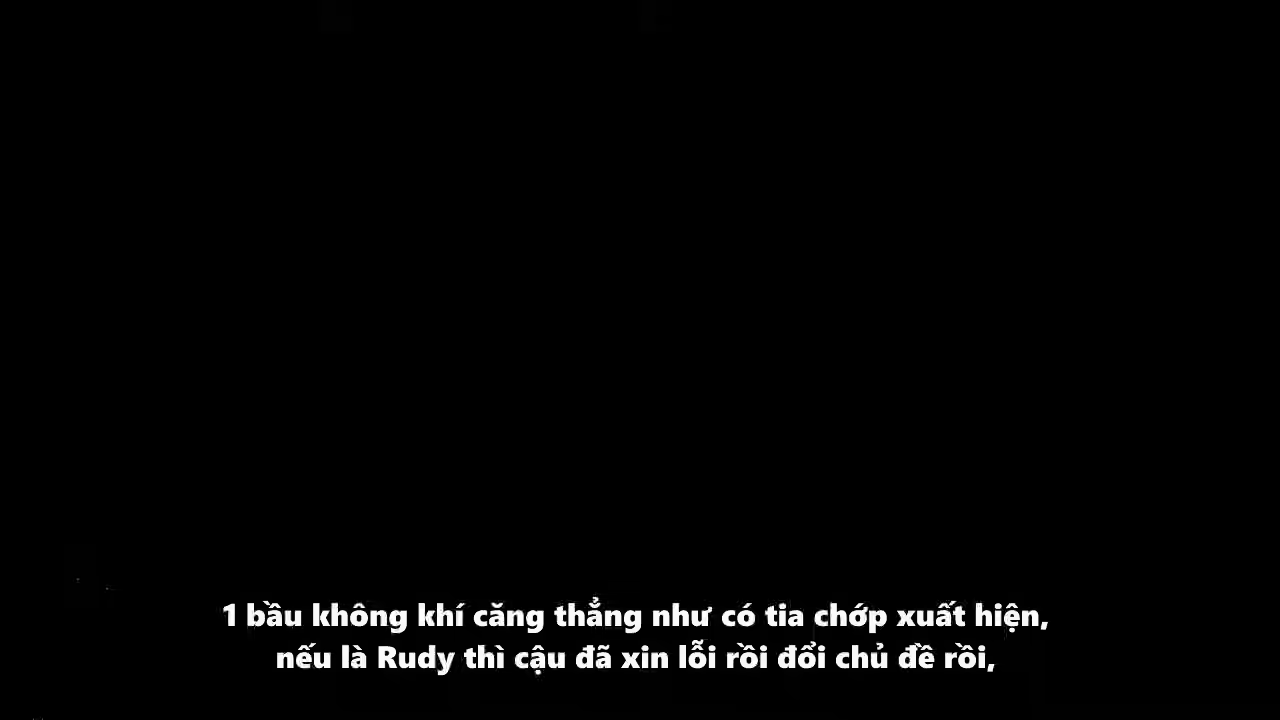 1 bầu không khí căng thẳng như có tia chớp xuất hiện,
nếu là Rudy thì cậu đã xin lỗi rồi đổi chủ đề rồi,